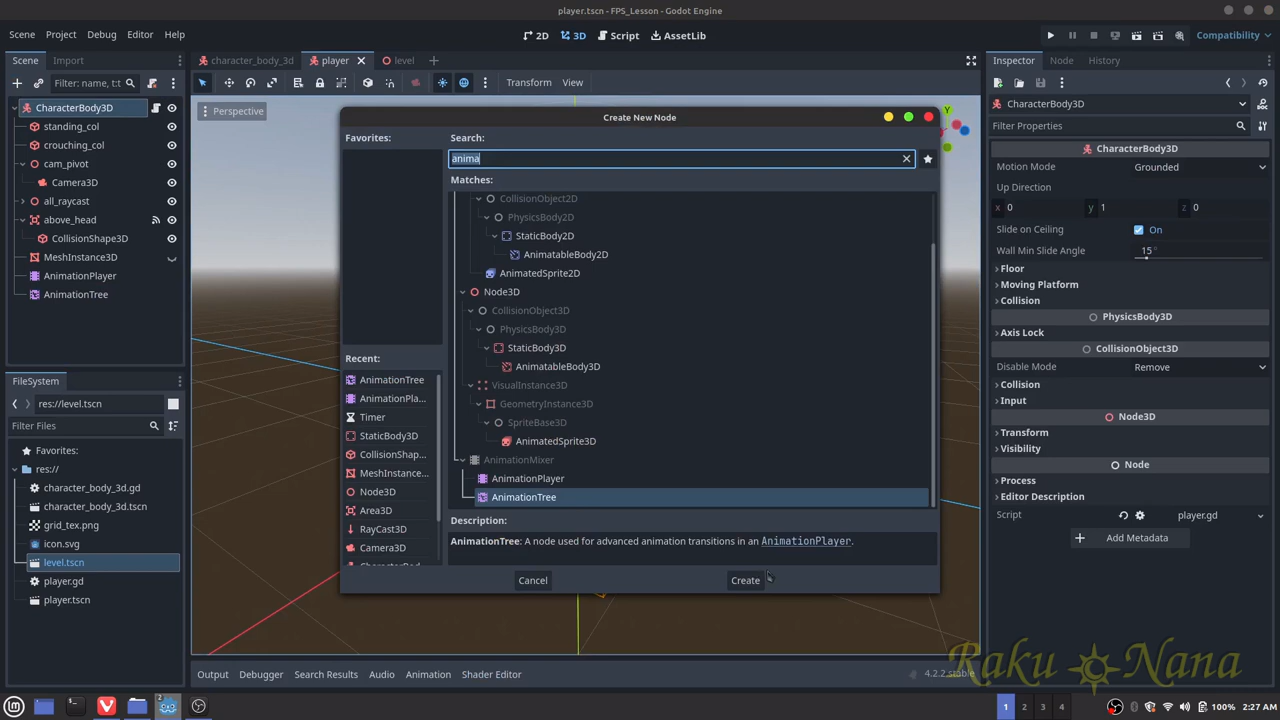 player.tscn - FPS_Lesson - Godot Engine
Scene Project Debug Editor Help
2D 3D Script AssetLib
Compatibility
Scene Import
character_body_3d player level
Inspector Node History
Filter: name, t:t
Transform View
CharacterBody3D
standing_col
crouching_col
cam_pivot
Camera3D
all_raycast
above_head
CollisionShape3D
MeshInstance3D
AnimationPlayer
AnimationTree
FileSystem
res://level.tscn
Filter Files
Favorites:
res://
character_body_3d.gd
character_body_3d.tscn
grid_tex.png
icon.svg
level.tscn
player.gd
player.tscn
Perspective
Y
Create New Node
Favorites:
Search:
anima
Matches:
CollisionObject2D
PhysicsBody2D
StaticBody2D
AnimatableBody2D
AnimatedSprite2D
Node3D
CollisionObject3D
PhysicsBody3D
StaticBody3D
AnimatableBody3D
VisualInstance3D
GeometryInstance3D
SpriteBase3D
AnimatedSprite3D
AnimationMixer
AnimationPlayer
AnimationTree
Recent:
AnimationTree
AnimationPla...
Timer
StaticBody3D
CollisionShap...
MeshInstance...
Node3D
Area3D
RayCast3D
Camera3D
Description:
AnimationTree: A node used for advanced animation transitions in an AnimationPlayer.
Cancel Create
CharacterBody3D
Filter Properties
CharacterBody3D
Motion Mode Grounded
Up Direction
x 0 y 1 z 0
Slide on Ceiling On
Wall Min Slide Angle 15 °
Floor
Moving Platform
Collision
PhysicsBody3D
Axis Lock
CollisionObject3D
Disable Mode Remove
Collision
Input
Node3D
Transform
Visibility
Node
Process
Editor Description
Script player.gd
Add Metadata
Output Debugger Search Results Audio Animation Shader Editor
4.2.2.stable
Raku Nana
2
1 2 3 4
100% 2:27 AM